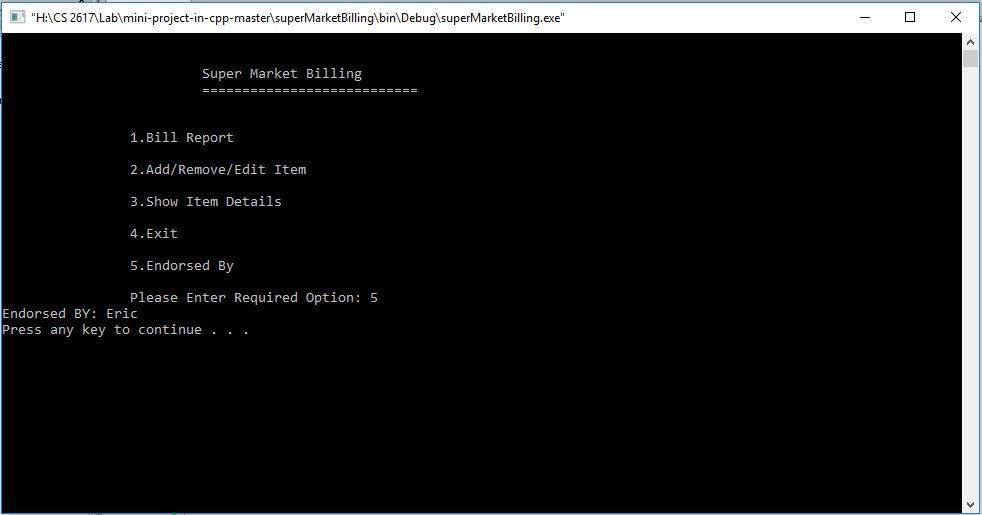 "H:\CS 2617\Lab\mini-project-in-cpp-master\superMarketBilling\bin\Debug\superMarketBilling.exe"
Super Market Billing
===========================
1.Bill Report
2.Add/Remove/Edit Item
3.Show Item Details
4.Exit
5.Endorsed By
Please Enter Required Option: 5
Endorsed BY: Eric
Press any key to continue . . .